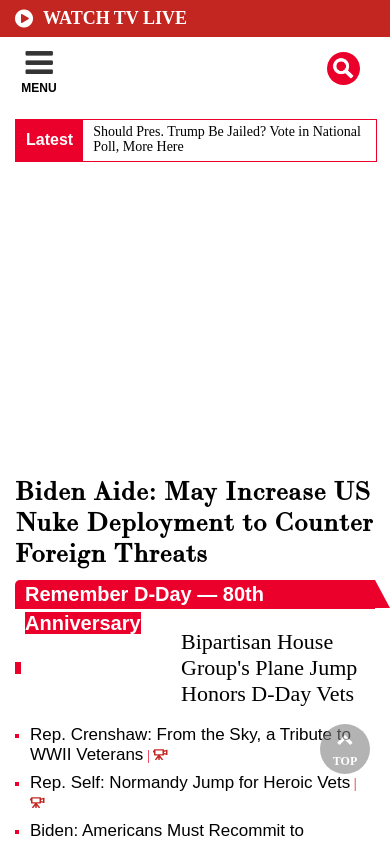 WATCH TV LIVE
MENU
Latest
Should Pres. Trump Be Jailed? Vote in National
Poll, More Here
Biden Aide: May Increase US
Nuke Deployment to Counter
Foreign Threats
Remember D-Day — 80th
Anniversary
Bipartisan House
Group's Plane Jump
Honors D-Day Vets
Rep. Crenshaw: From the Sky, a Tribute to
WWII Veterans |
Rep. Self: Normandy Jump for Heroic Vets |
Biden: Americans Must Recommit to
TOP